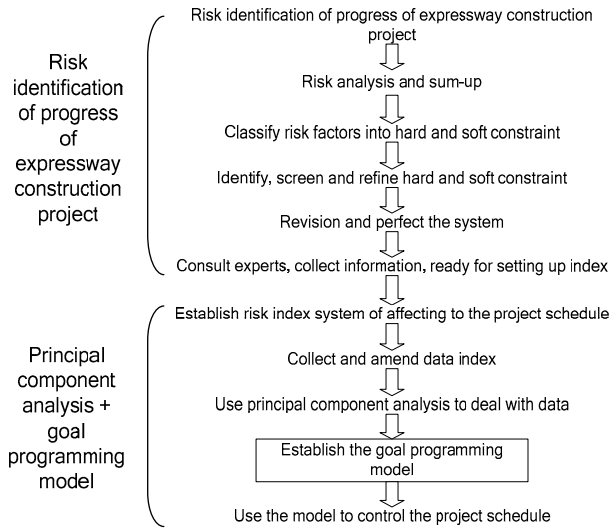 Risk identification of progress of expressway construction
project
Risk analysis and sum-up
Classify risk factors into hard and soft constraint
Identify, screen and refine hard and soft constraint
Revision and perfect the system
Consult experts, collect information, ready for setting up index
Risk
identification
of progress
of
expressway
construction
project
Establish risk index system of affecting to the project schedule
Collect and amend data index
Use principal component analysis to deal with data
Establish the goal programming
model
Use the model to control the project schedule
Principal
component
analysis +
goal
programming
model